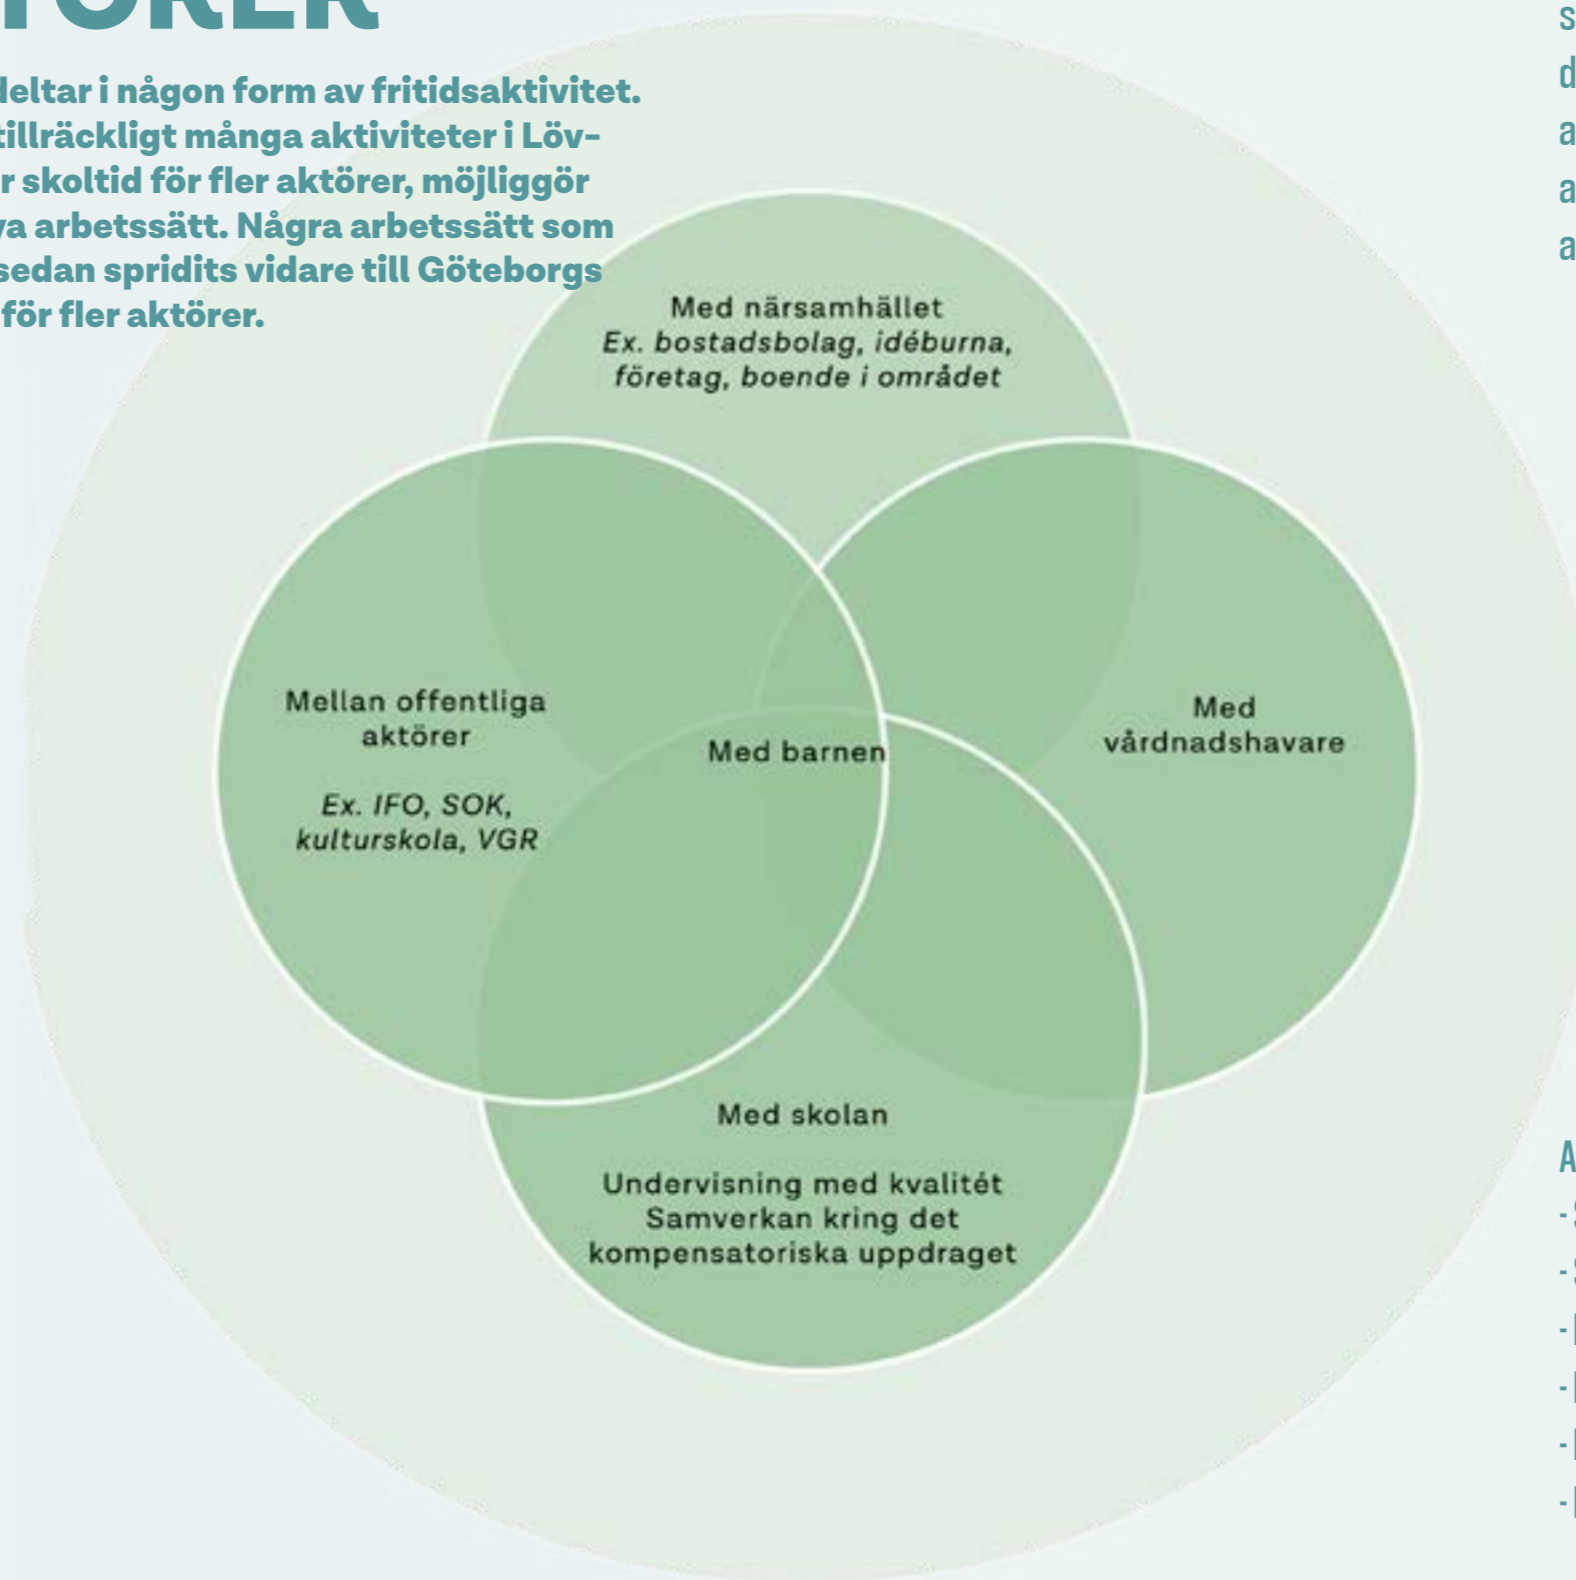 deltar i någon form av fritidsaktivitet.
tillräckligt många aktiviteter i Löv-
r skoltid för fler aktörer, möjliggör
ya arbetssätt. Några arbetssätt som
sedan spridits vidare till Göteborgs
för fler aktörer.
Med närsamhället
Ex. bostadsbolag, idéburna,
företag, boende i området
Mellan offentliga
aktörer
Ex. IFO, SOK,
kulturskola, VGR
Med barnen
Med
vårdnadshavare
Med skolan
Undervisning med kvalitét
Samverkan kring det
kompensatoriska uppdraget
s
d
a
a
a
A